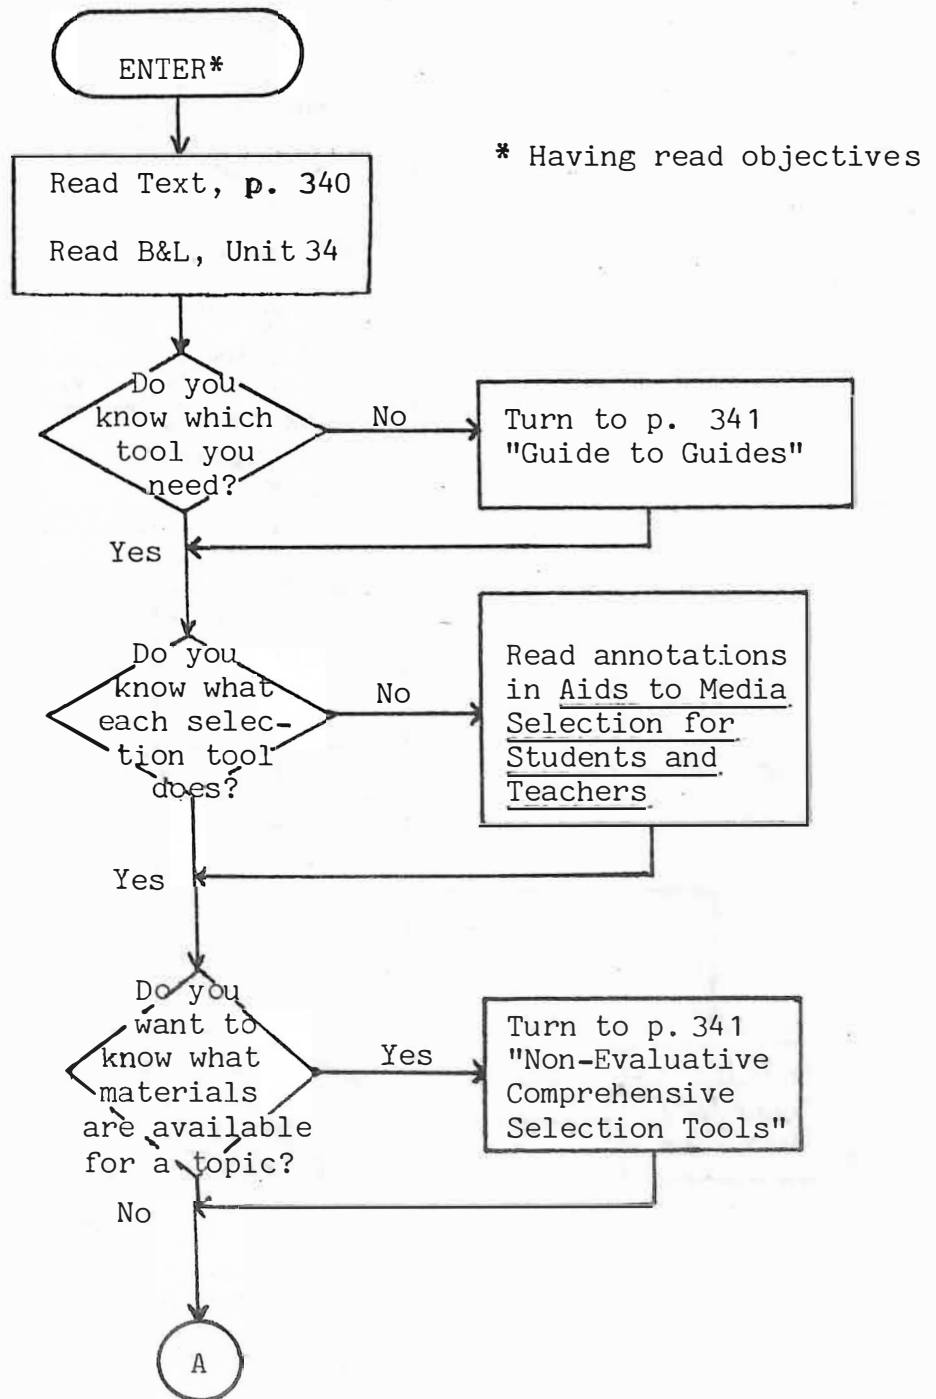 ENTER*
* Having read objectives
Read Text, p. 340
Read B&L, Unit 34
Do you
know which
tool you
need?
No
Turn to p. 341
"Guide to Guides"
Yes
Do you
know what
each selec-
tion tool
does?
No
Read annotations
in Aids to Media
Selection for
Students and
Teachers
Yes
Do you
want to
know what
materials
are available
for a topic?
Yes
Turn to p. 341
"Non-Evaluative
Comprehensive
Selection Tools"
No
A